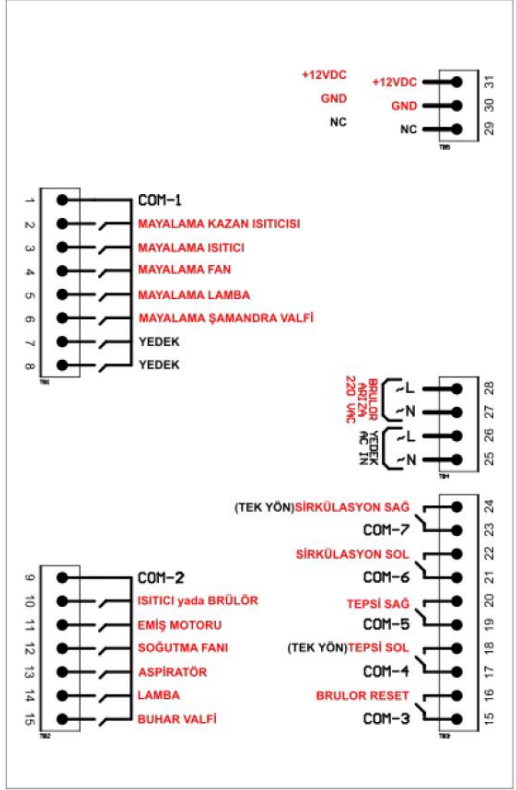 +12VDC +12VDC 31
GND GND 30
NC NC 29
TB5
1 COM-1
2 MAYALAMA KAZAN ISITICISI
3 MAYALAMA ISITICI
4 MAYALAMA FAN
5 MAYALAMA LAMBA
6 MAYALAMA ŞAMANDRA VALFİ
7 YEDEK
8 YEDEK
TB1
BRULOR
ARIZA
220 VAC
~L 28
~N 27
YEDEK
AC IN
~L 26
~N 25
TB4
(TEK YÖN)SİRKÜLASYON SAĞ 24
COM-7 23
SİRKÜLASYON SOL 22
COM-6 21
TEPSİ SAĞ 20
COM-5 19
(TEK YÖN)TEPSİ SOL 18
COM-4 17
BRULOR RESET 16
COM-3 15
TB3
9 COM-2
10 ISITICI yada BRÜLÖR
11 EMİŞ MOTORU
12 SOĞUTMA FANI
13 ASPİRATÖR
14 LAMBA
15 BUHAR VALFİ
TB2